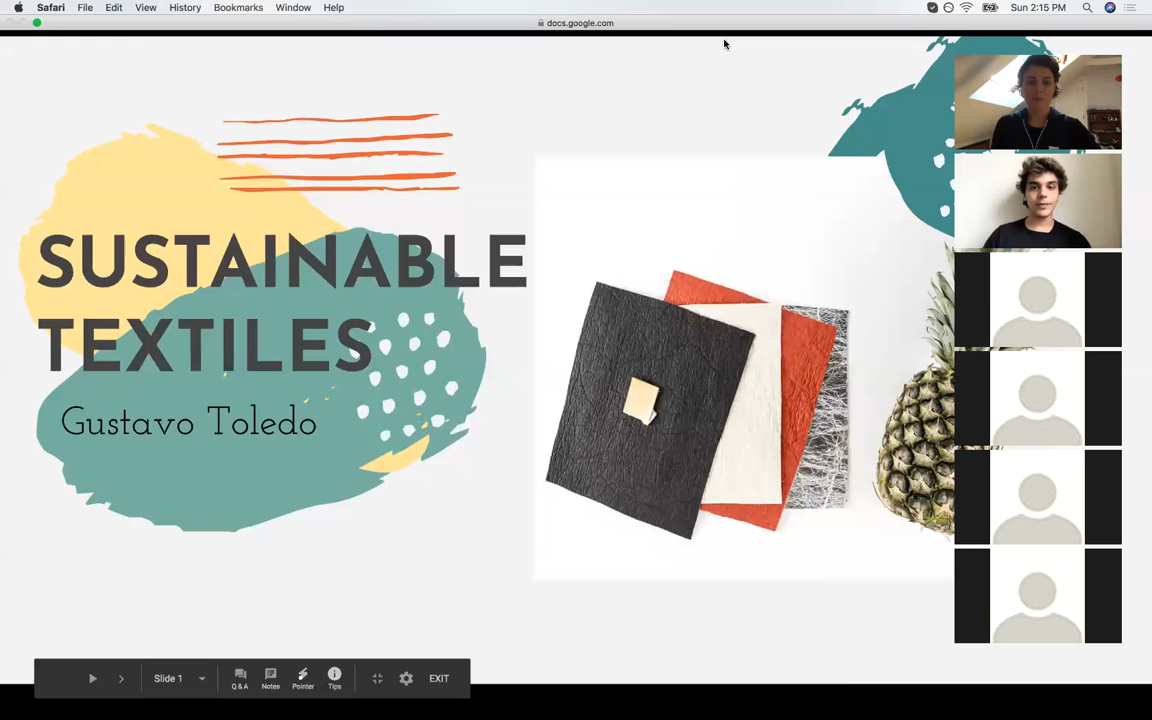 Safari File Edit View History Bookmarks Window Help Sun 2:15 PM
docs.google.com
SUSTAINABLE
TEXTILES
Gustavo Toledo
Slide 1 Q & A Notes Pointer Tips EXIT